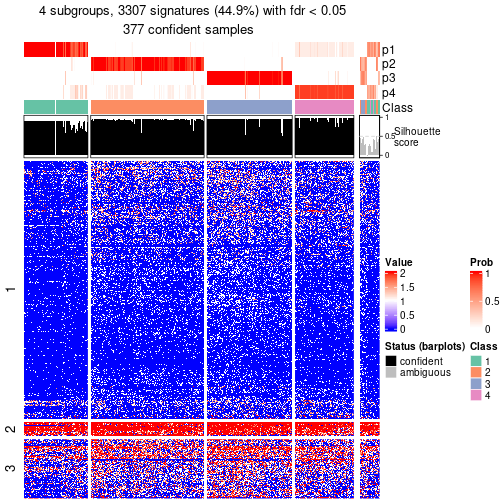 4 subgroups, 3307 signatures (44.9%) with fdr < 0.05
377 confident samples
p1
p2
p3
p4
Class
1
0.5
0
Silhouette
score
1
2
3
Value
2
1.5
1
0.5
0
Prob
1
0.5
0
Status (barplots)
confident
ambiguous
Class
1
2
3
4